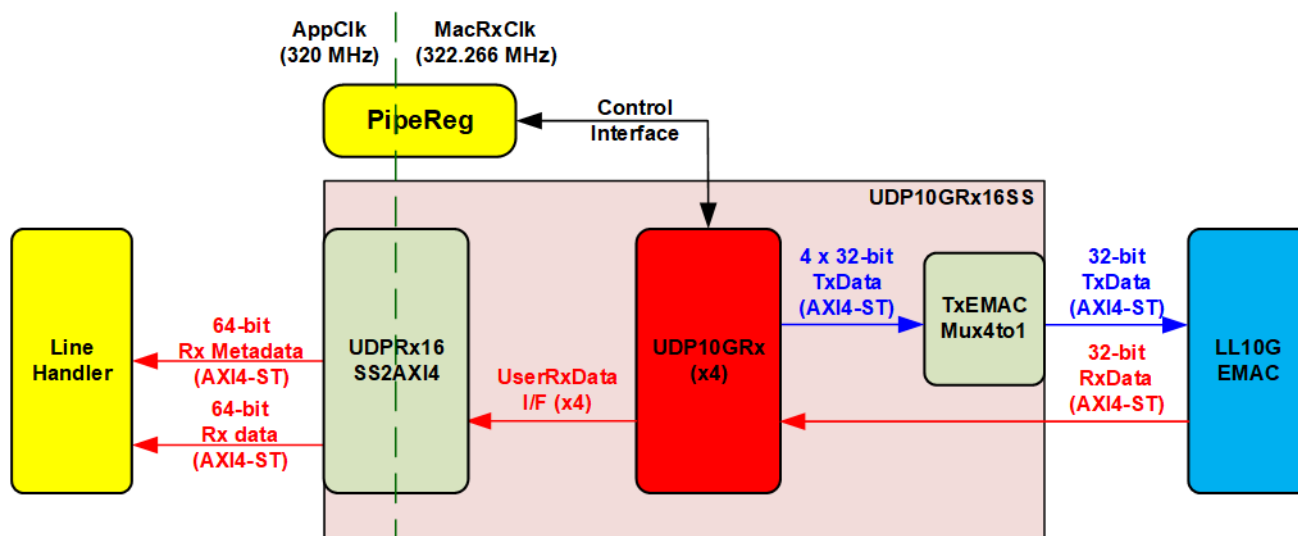 AppClk
(320 MHz)
MacRxClk
(322.266 MHz)
PipeReg
Control
Interface
UDP10GRx16SS
Line
Handler
64-bit
Rx Metadata
(AXI4-ST)
64-bit
Rx data
(AXI4-ST)
UDPRx16
SS2AXI4
UserRxData
I/F (x4)
UDP10GRx
(x4)
4 x 32-bit
TxData
(AXI4-ST)
TxEMAC
Mux4to1
32-bit
TxData
(AXI4-ST)
32-bit
RxData
(AXI4-ST)
LL10G
EMAC